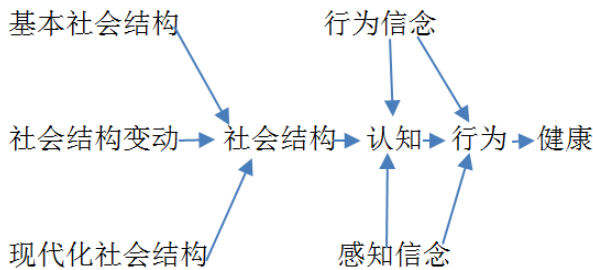 基本社会结构 行为信念
社会结构变动 社会结构 认知 行为 健康
现代化社会结构 感知信念